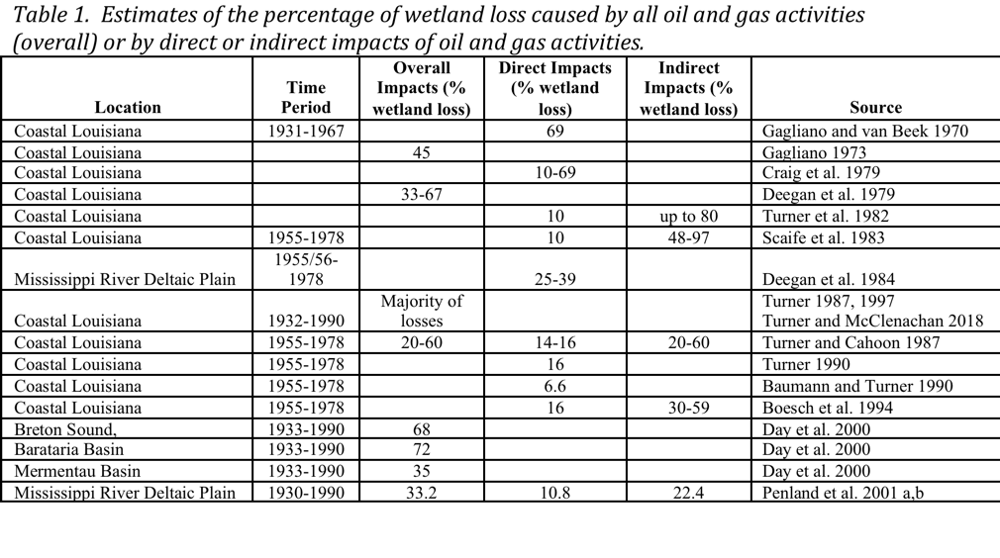 Table 1. Estimates of the percentage of wetland loss caused by all oil and gas activities
(overall) or by direct or indirect impacts of oil and gas activities.
Location | Time Period | Overall Impacts (% wetland loss) | Direct Impacts (% wetland loss) | Indirect Impacts (% wetland loss) | Source
Coastal Louisiana | 1931-1967 | | 69 | | Gagliano and van Beek 1970
Coastal Louisiana | | 45 | | | Gagliano 1973
Coastal Louisiana | | | 10-69 | | Craig et al. 1979
Coastal Louisiana | | 33-67 | | | Deegan et al. 1979
Coastal Louisiana | | | 10 | up to 80 | Turner et al. 1982
Coastal Louisiana | 1955-1978 | | 10 | 48-97 | Scaife et al. 1983
Mississippi River Deltaic Plain | 1955/56-1978 | | 25-39 | | Deegan et al. 1984
Coastal Louisiana | 1932-1990 | Majority of losses | | | Turner 1987, 1997 Turner and McClenachan 2018
Coastal Louisiana | 1955-1978 | 20-60 | 14-16 | 20-60 | Turner and Cahoon 1987
Coastal Louisiana | 1955-1978 | | 16 | | Turner 1990
Coastal Louisiana | 1955-1978 | | 6.6 | | Baumann and Turner 1990
Coastal Louisiana | 1955-1978 | | 16 | 30-59 | Boesch et al. 1994
Breton Sound, | 1933-1990 | 68 | | | Day et al. 2000
Barataria Basin | 1933-1990 | 72 | | | Day et al. 2000
Mermentau Basin | 1933-1990 | 35 | | | Day et al. 2000
Mississippi River Deltaic Plain | 1930-1990 | 33.2 | 10.8 | 22.4 | Penland et al. 2001 a,b